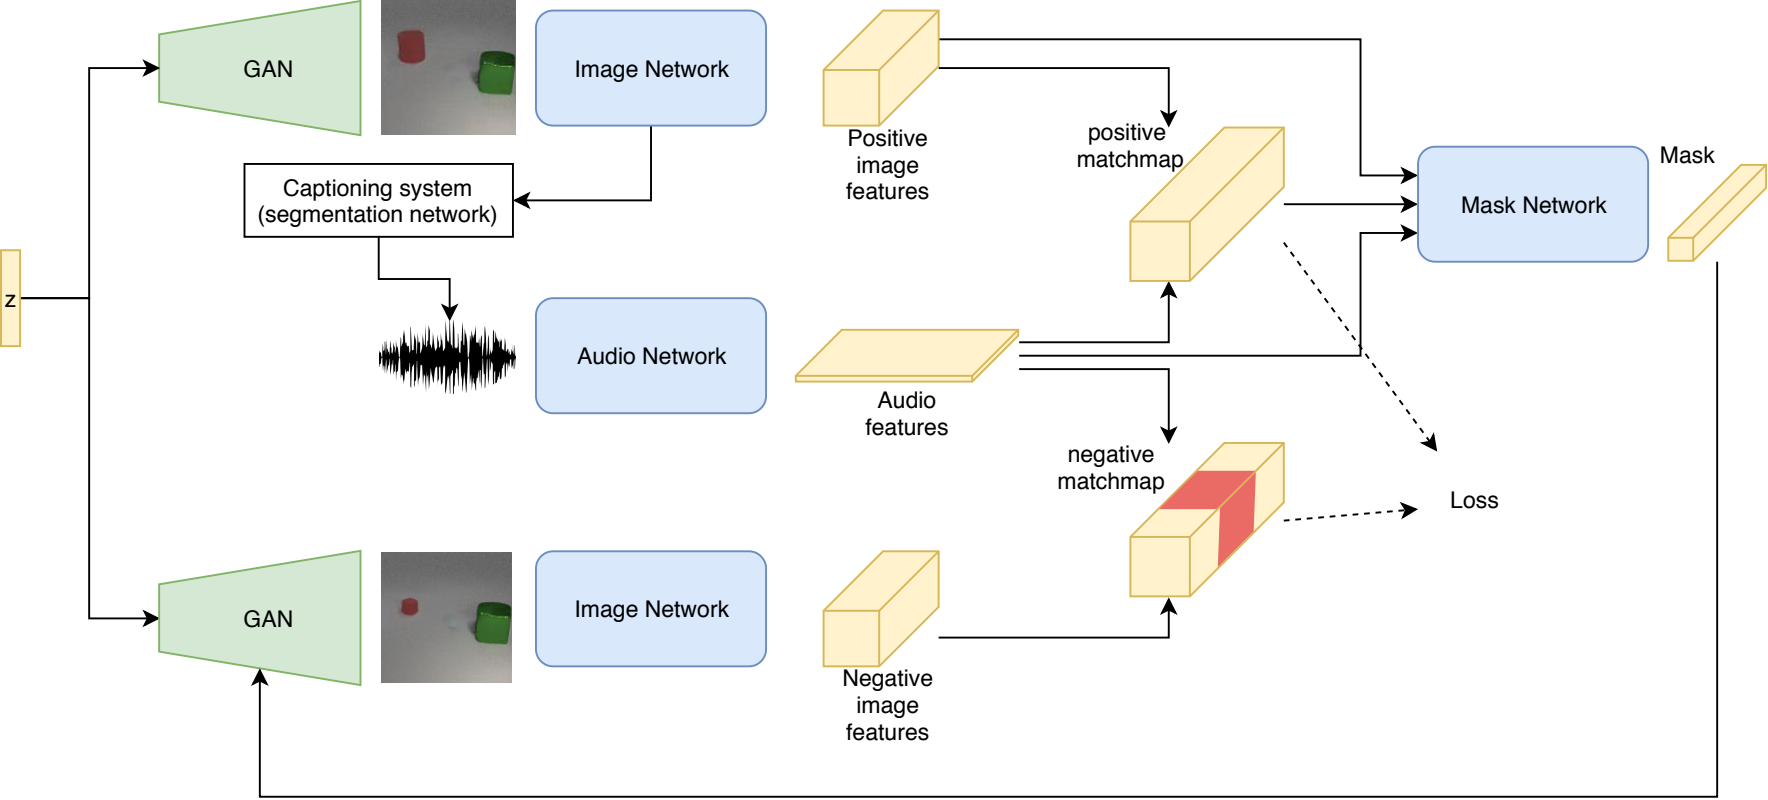 GAN
Image Network
Positive
image
features
positive
matchmap
Mask
Mask Network
Captioning system
(segmentation network)
z
Audio Network
Audio
features
negative
matchmap
Loss
GAN
Image Network
Negative
image
features